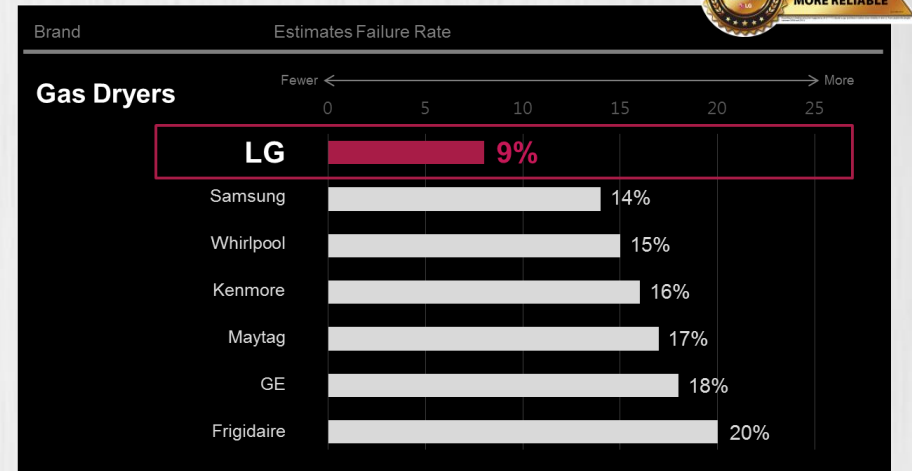 MORE RELIABLE
Brand Estimates Failure Rate
Gas Dryers
Fewer More
0 5 10 15 20 25
LG 9%
Samsung 14%
Whirlpool 15%
Kenmore 16%
Maytag 17%
GE 18%
Frigidaire 20%